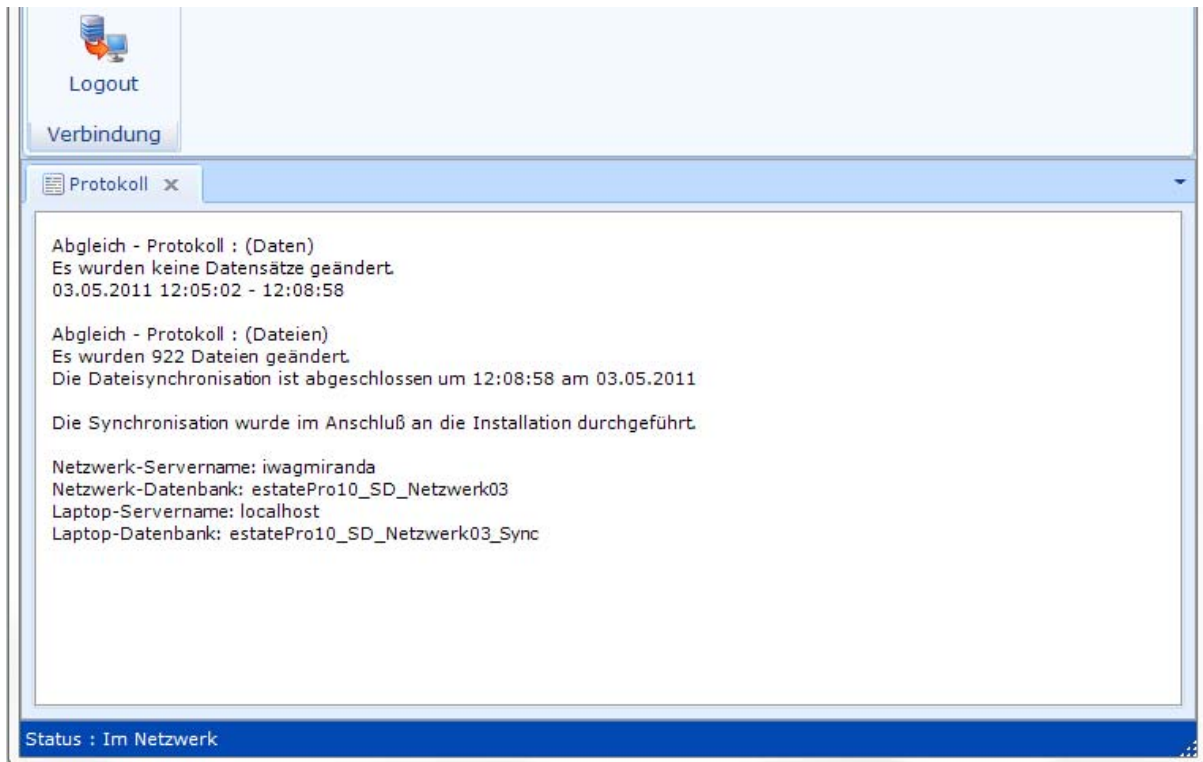 Logout
Verbindung
Protokoll
Abgleich - Protokoll : (Daten)
Es wurden keine Datensätze geändert.
03.05.2011 12:05:02 - 12:08:58
Abgleich - Protokoll : (Dateien)
Es wurden 922 Dateien geändert.
Die Dateisynchronisation ist abgeschlossen um 12:08:58 am 03.05.2011
Die Synchronisation wurde im Anschluß an die Installation durchgeführt.
Netzwerk-Servername: iwagmiranda
Netzwerk-Datenbank: estatePro10_SD_Netzwerk03
Laptop-Servername: localhost
Laptop-Datenbank: estatePro10_SD_Netzwerk03_Sync
Status : Im Netzwerk